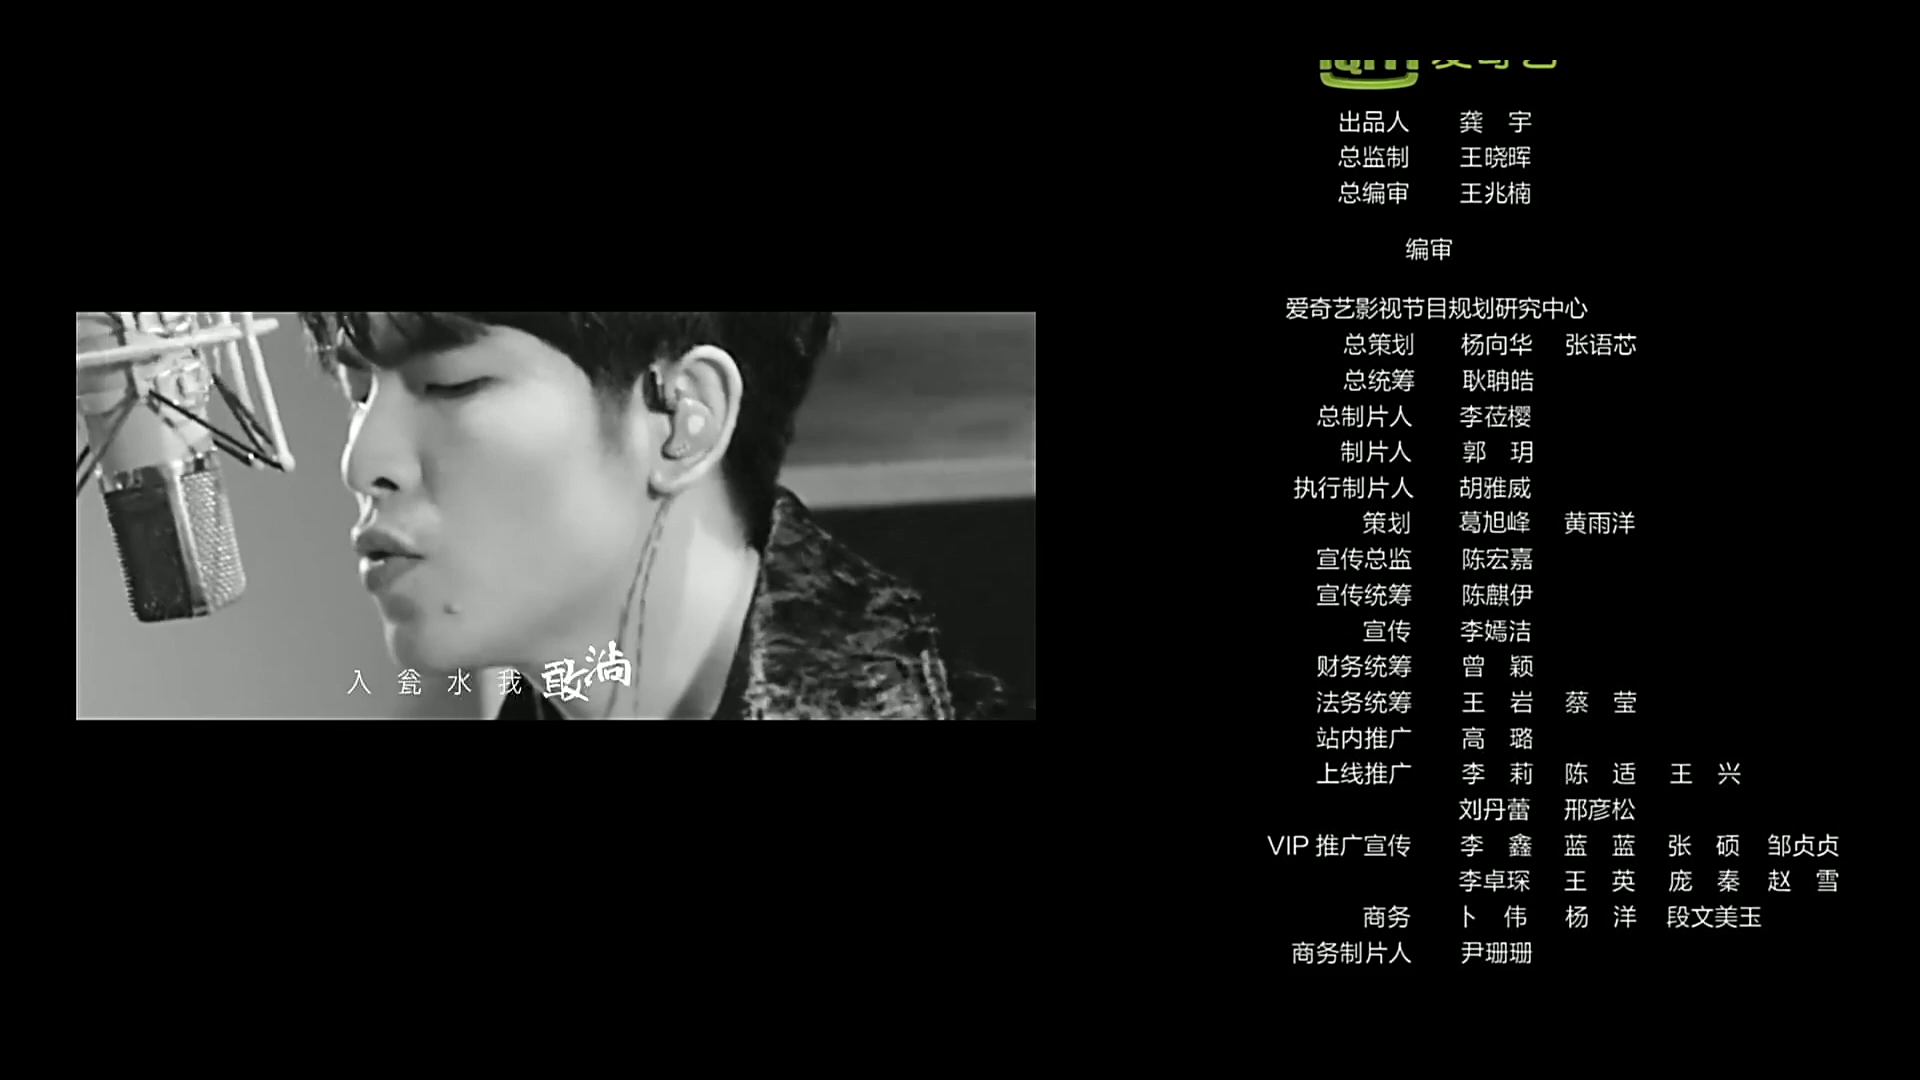 入瓮水我敢淌
爱奇艺
出品人 龚宇
总监制 王晓晖
总编审 王兆楠
编审
爱奇艺影视节目规划研究中心
总策划 杨向华 张语芯
总统筹 耿聃皓
总制片人 李莅樱
制片人 郭玥
执行制片人 胡雅威
策划 葛旭峰 黄雨洋
宣传总监 陈宏嘉
宣传统筹 陈麒伊
宣传 李嫣洁
财务统筹 曾颖
法务统筹 王岩 蔡莹
站内推广 高璐
上线推广 李莉 陈适 王兴
刘丹蕾 邢彦松
VIP 推广宣传 李鑫 蓝蓝 张硕 邹贞贞
李卓琛 王英 庞秦 赵雪
商务 卜伟 杨洋 段文美玉
商务制片人 尹珊珊